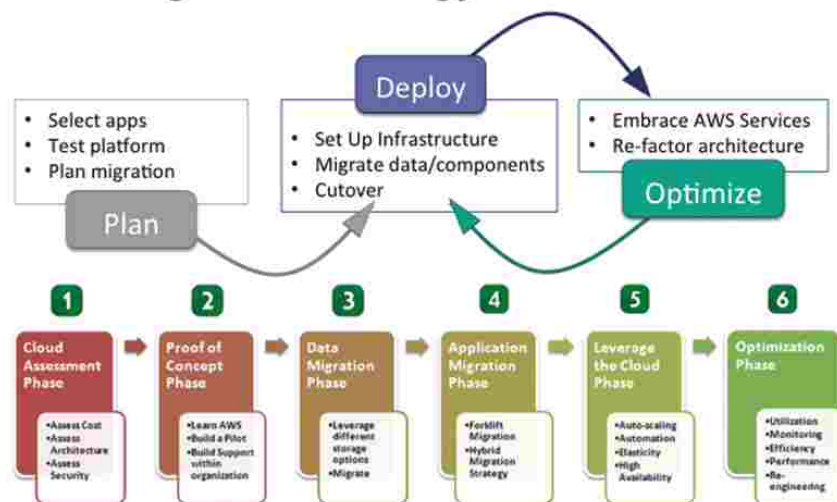 Deploy
• Select apps
• Test platform
• Plan migration
Plan
• Set Up Infrastructure
• Migrate data/components
• Cutover
• Embrace AWS Services
• Re-factor architecture
Optimize
1
2
3
4
5
6
Cloud
Assessment
Phase
•Assess Cost
•Assess
Architecture
•Assess
Security
Proof of
Concept
Phase
•Learn AWS
•Build a Pilot
•Build Support
within
organization
Data
Migration
Phase
•Leverage
different
storage
options
•Migrate
Application
Migration
Phase
•Forklift
Migration
•Hybrid
Migration
Strategy
Leverage
the Cloud
Phase
•Auto-scaling
•Automation
•Elasticity
•High
Availability
Optimization
Phase
•Utilization
•Monitoring
•Efficiency
•Performance
•Re-
engineering